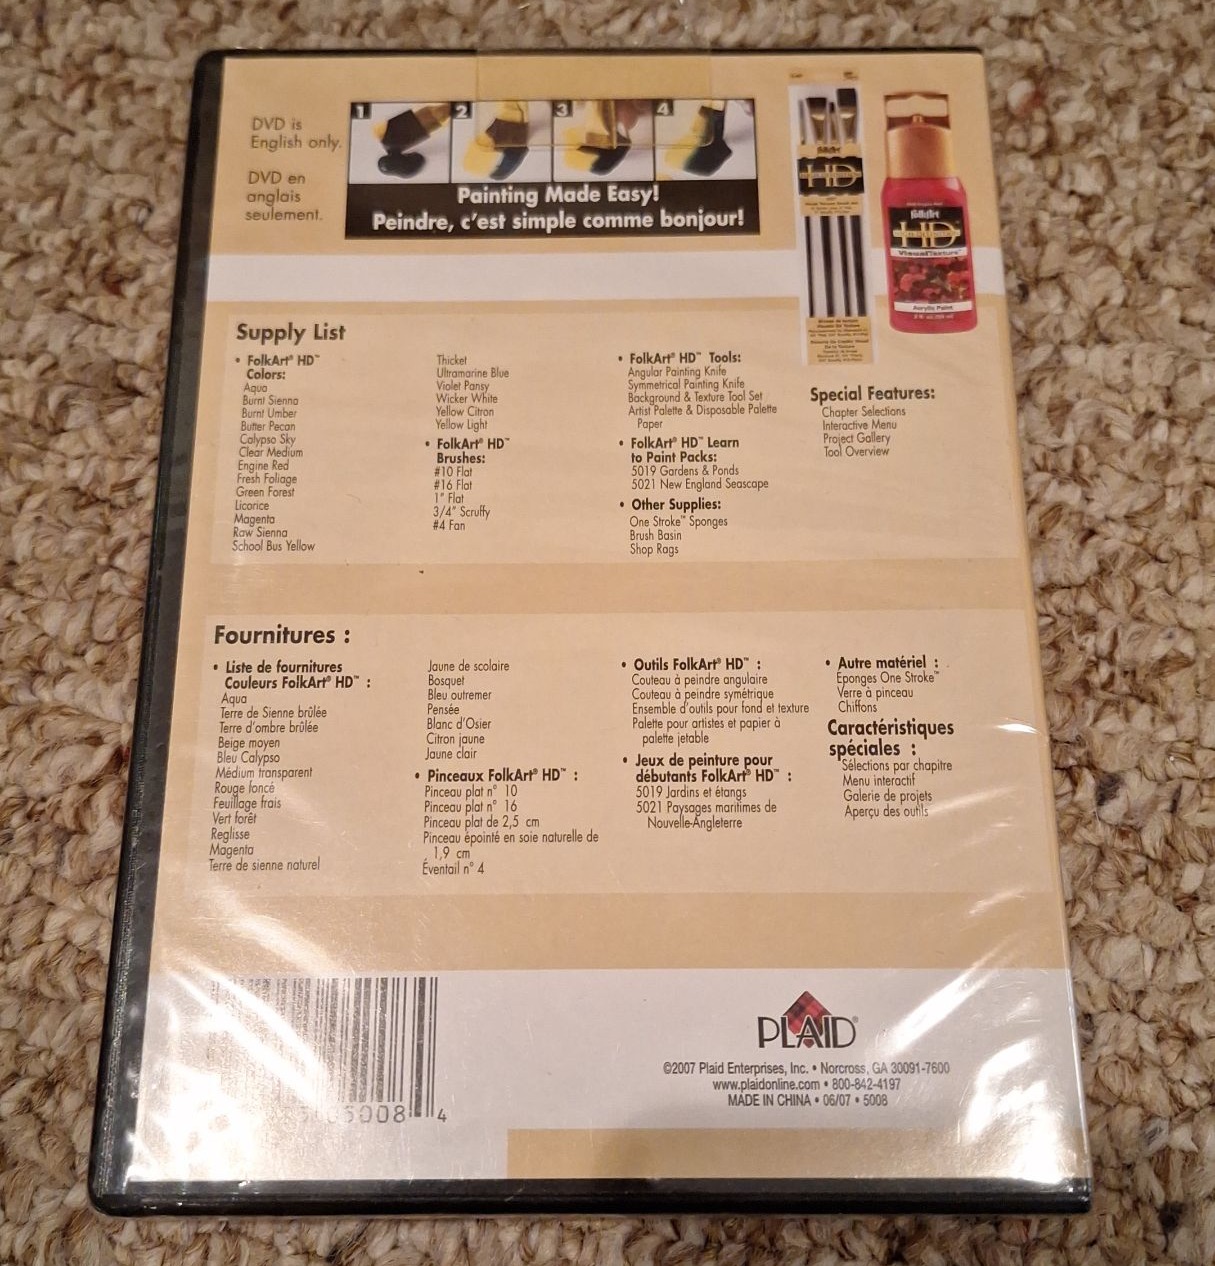 DVD is
English only.
DVD en
anglais
seulement.
1 2 3 4
Painting Made Easy!
Peindre, c'est simple comme bonjour!
HD
FolkArt
HD
Visual Texture™
Acrylic Paint
Supply List
• FolkArt® HD™
Colors:
Aqua
Burnt Sienna
Burnt Umber
Butter Pecan
Calypso Sky
Clear Medium
Engine Red
Fresh Foliage
Green Forest
Licorice
Magenta
Raw Sienna
School Bus Yellow
Thicket
Ultramarine Blue
Violet Pansy
Wicker White
Yellow Citron
Yellow Light
• FolkArt® HD™
Brushes:
#10 Flat
#16 Flat
1" Flat
3/4" Scruffy
#4 Fan
• FolkArt® HD™ Tools:
Angular Painting Knife
Symmetrical Painting Knife
Background & Texture Tool Set
Artist Palette & Disposable Palette
Paper
• FolkArt® HD™ Learn
to Paint Packs:
5019 Gardens & Ponds
5021 New England Seascape
• Other Supplies:
One Stroke™ Sponges
Brush Basin
Shop Rags
Special Features:
Chapter Selections
Interactive Menu
Project Gallery
Tool Overview
Fournitures :
• Liste de fournitures
Couleurs FolkArt® HD™ :
Aqua
Terre de Sienne brûlée
Terre d'ombre brûlée
Beige moyen
Bleu Calypso
Médium transparent
Rouge foncé
Feuillage frais
Vert forêt
Reglisse
Magenta
Terre de sienne naturel
Jaune de scolaire
Bosquet
Bleu outremer
Pensée
Blanc d'Osier
Citron jaune
Jaune clair
• Pinceaux FolkArt® HD™ :
Pinceau plat n° 10
Pinceau plat n° 16
Pinceau plat de 2,5 cm
Pinceau épointé en soie naturelle de
1,9 cm
Éventail n° 4
• Outils FolkArt® HD™ :
Couteau à peindre angulaire
Couteau à peindre symétrique
Ensemble d'outils pour fond et texture
Palette pour artistes et papier à
palette jetable
• Jeux de peinture pour
débutants FolkArt® HD™ :
5019 Jardins et étangs
5021 Paysages maritimes de
Nouvelle-Angleterre
• Autre matériel :
Éponges One Stroke™
Verre à pinceau
Chiffons
Caractéristiques
spéciales :
Sélections par chapitre
Menu interactif
Galerie de projets
Aperçu des outils
PLAID®
©2007 Plaid Enterprises, Inc. • Norcross, GA 30091-7600
www.plaidonline.com • 800-842-4197
MADE IN CHINA • 06/07 • 5008
05008 4